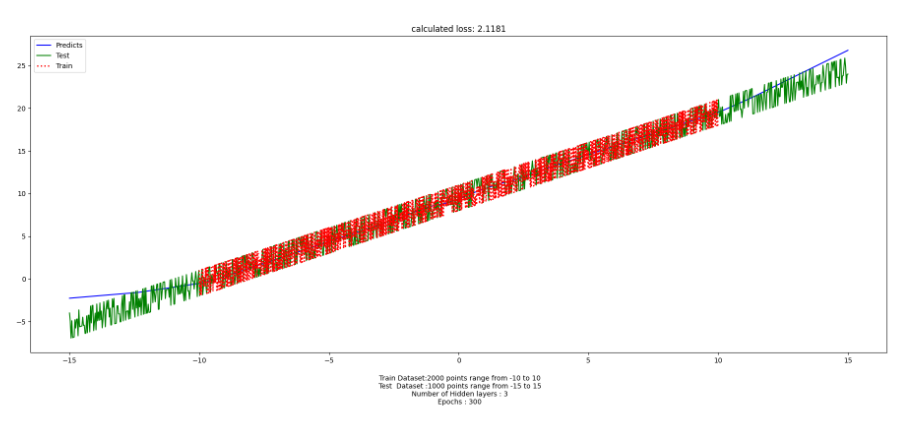 calculated loss: 2.1181
Predicts
Test
Train
25
20
15
10
5
0
−5
−15
−10
−5
0
5
10
15
Train Dataset:2000 points range from -10 to 10
Test  Dataset :1000 points range from -15 to 15
Number of Hidden layers : 3
Epochs : 300